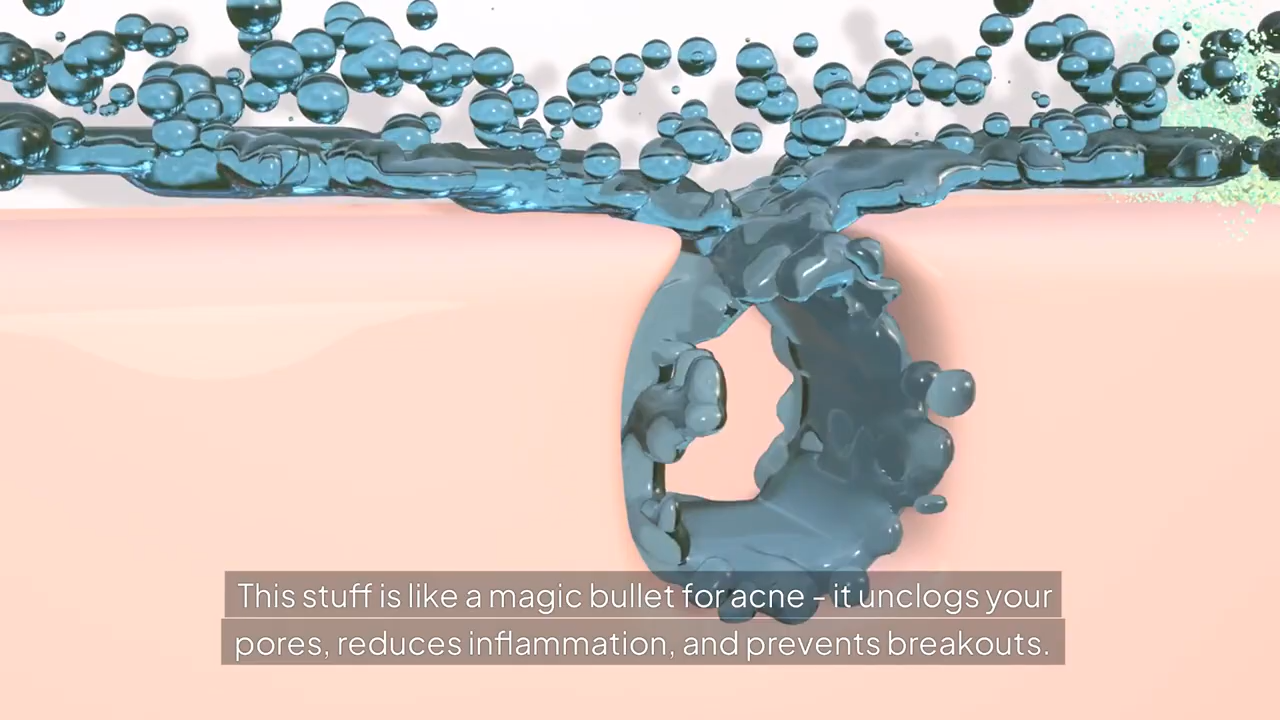 This stuff is like a magic bullet for acne - it unclogs your
pores, reduces inflammation, and prevents breakouts.